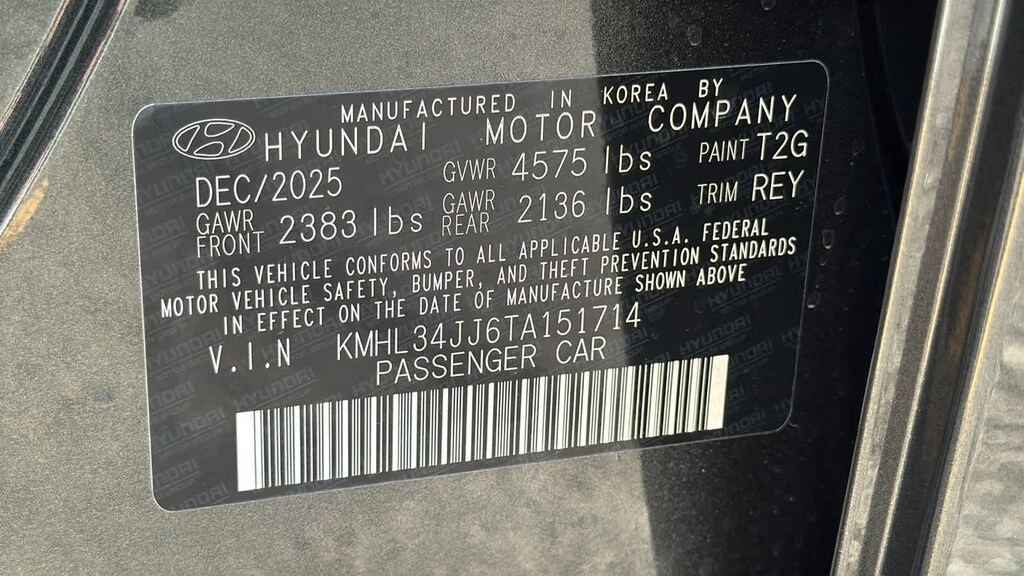 MANUFACTURED IN KOREA BY
HYUNDAI MOTOR COMPANY
DEC/2025 GVWR 4575 lbs PAINT T2G
GAWR FRONT 2383 lbs GAWR REAR 2136 lbs TRIM REY
THIS VEHICLE CONFORMS TO ALL APPLICABLE U.S.A. FEDERAL
MOTOR VEHICLE SAFETY, BUMPER, AND THEFT PREVENTION STANDARDS
IN EFFECT ON THE DATE OF MANUFACTURE SHOWN ABOVE
V.I.N KMHL34JJ6TA151714
PASSENGER CAR